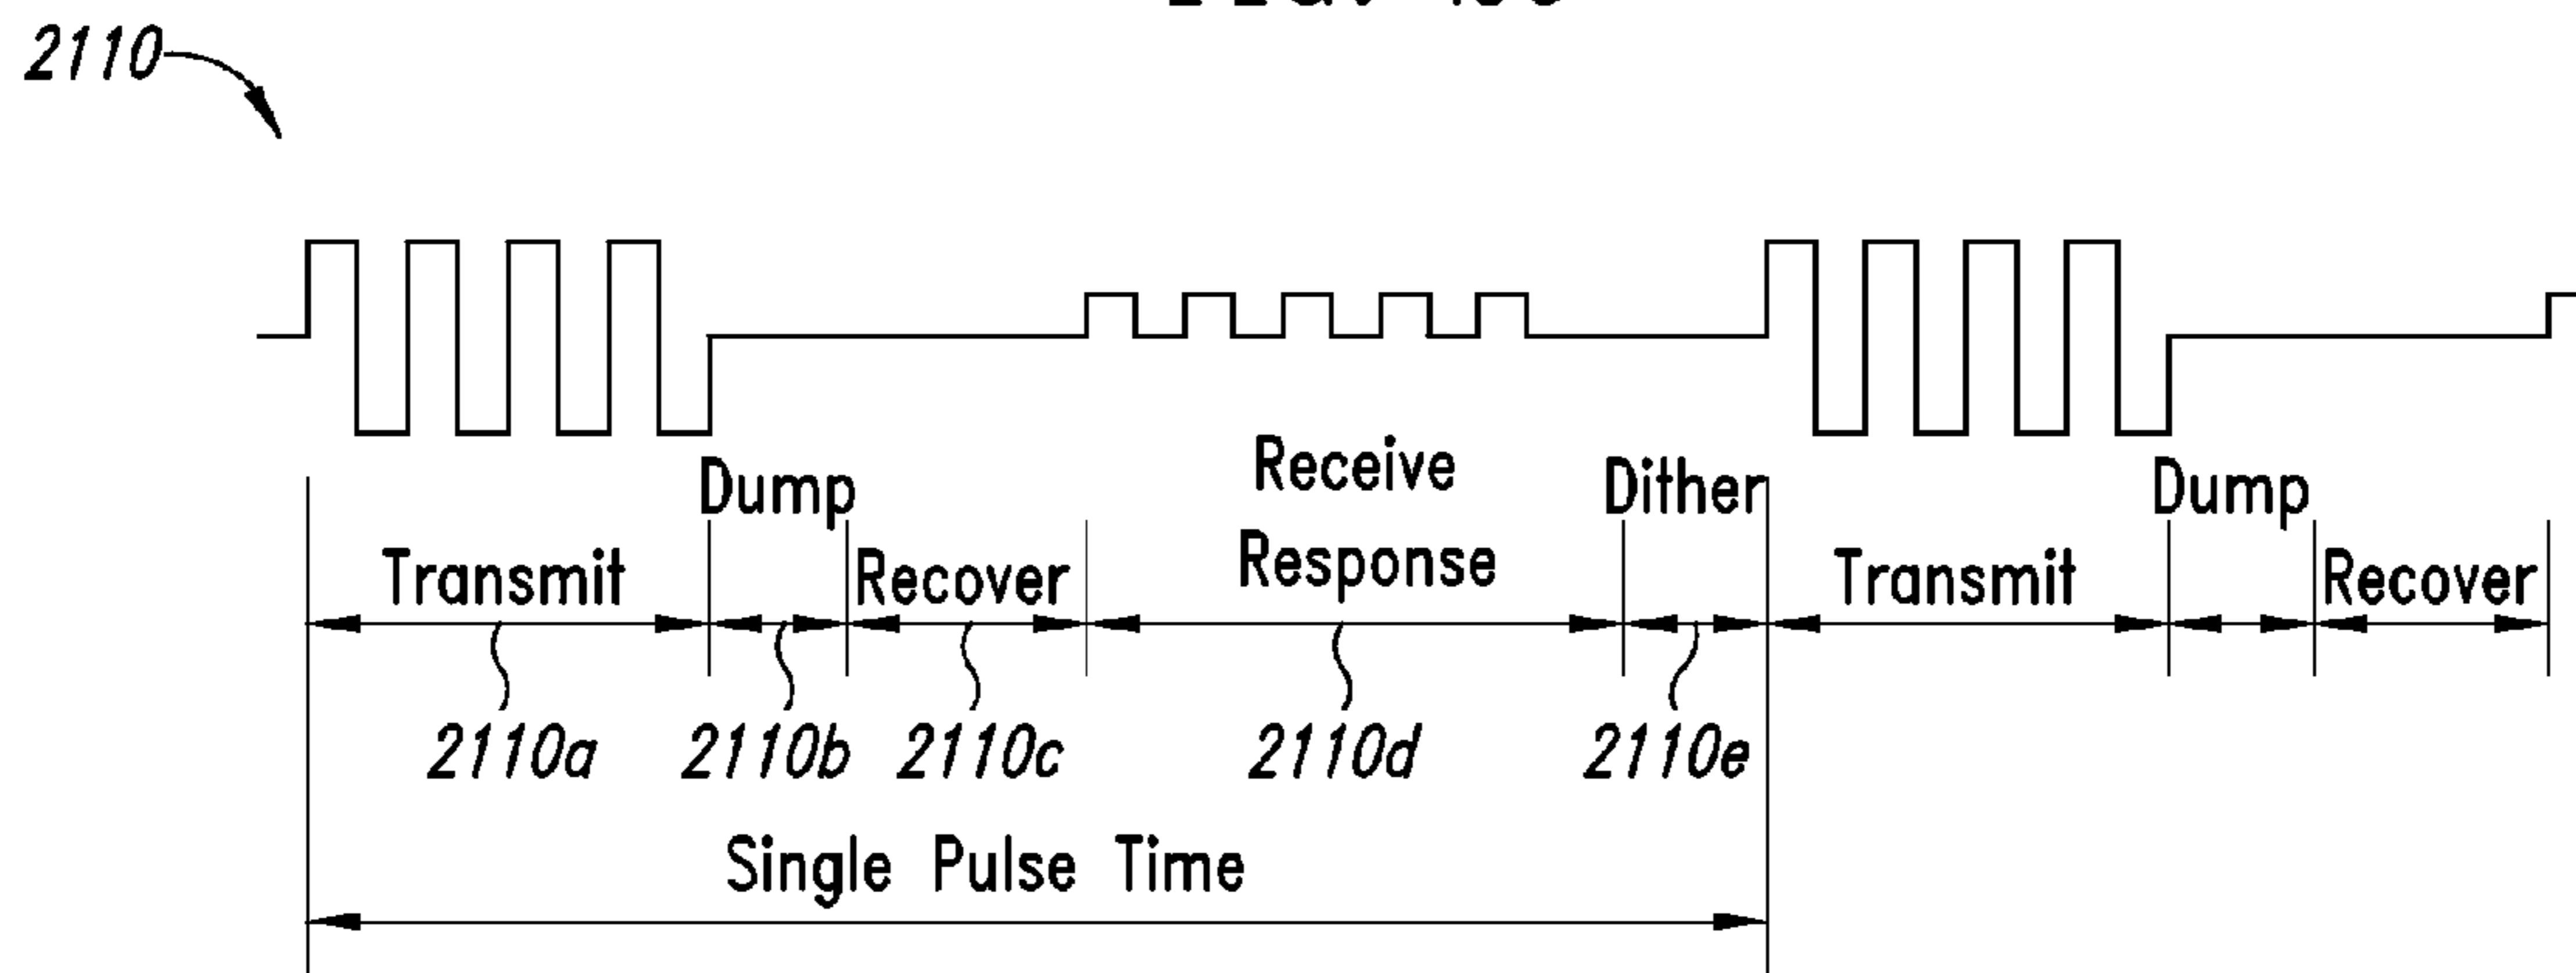 2110
Dump
Receive
Response
Dither
Dump
Transmit
Recover
Transmit
Recover
2110a
2110b
2110c
2110d
2110e
Single Pulse Time